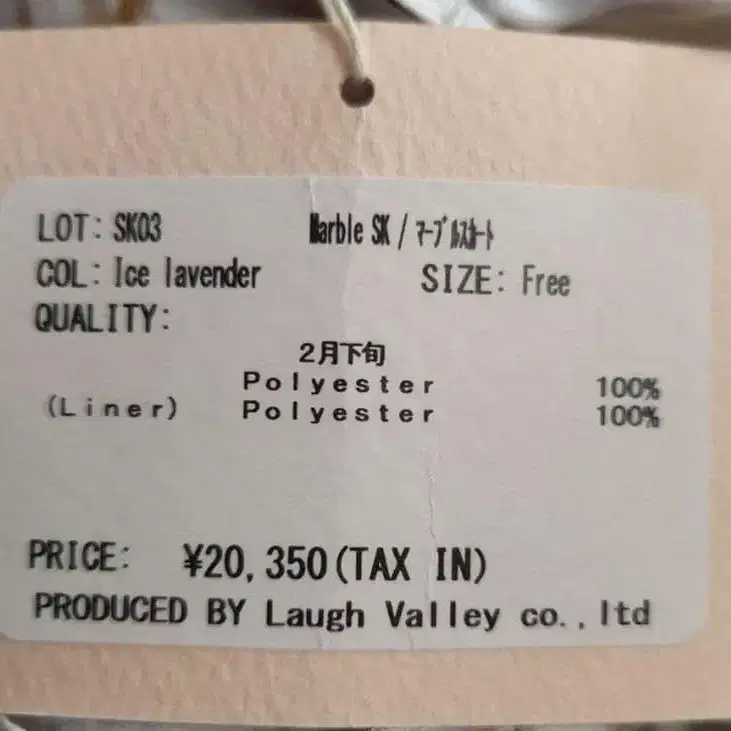 LOT: SK03 Marble SK / ﾏｰﾌﾞﾙｽｶｰﾄ
COL: Ice lavender SIZE: Free
QUALITY:
2月下旬
Polyester 100%
(Liner) Polyester 100%
PRICE: ¥20,350(TAX IN)
PRODUCED BY Laugh Valley co.,ltd